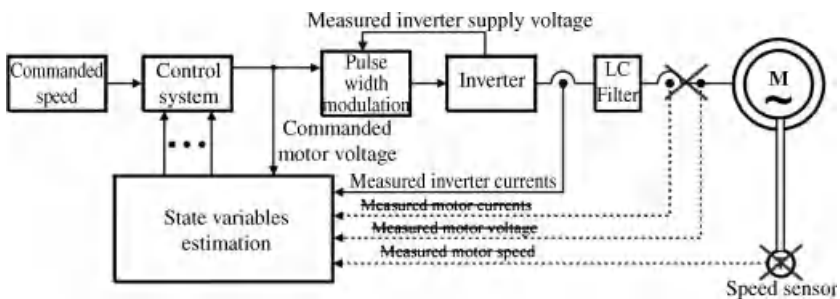 Measured inverter supply voltage
Commanded
speed
Control
system
Pulse
width
modulation
Inverter
LC
Filter
M
~
Commanded
motor voltage
Measured inverter currents
Measured motor currents
Measured motor voltage
Measured motor speed
State variables
estimation
Speed sensor